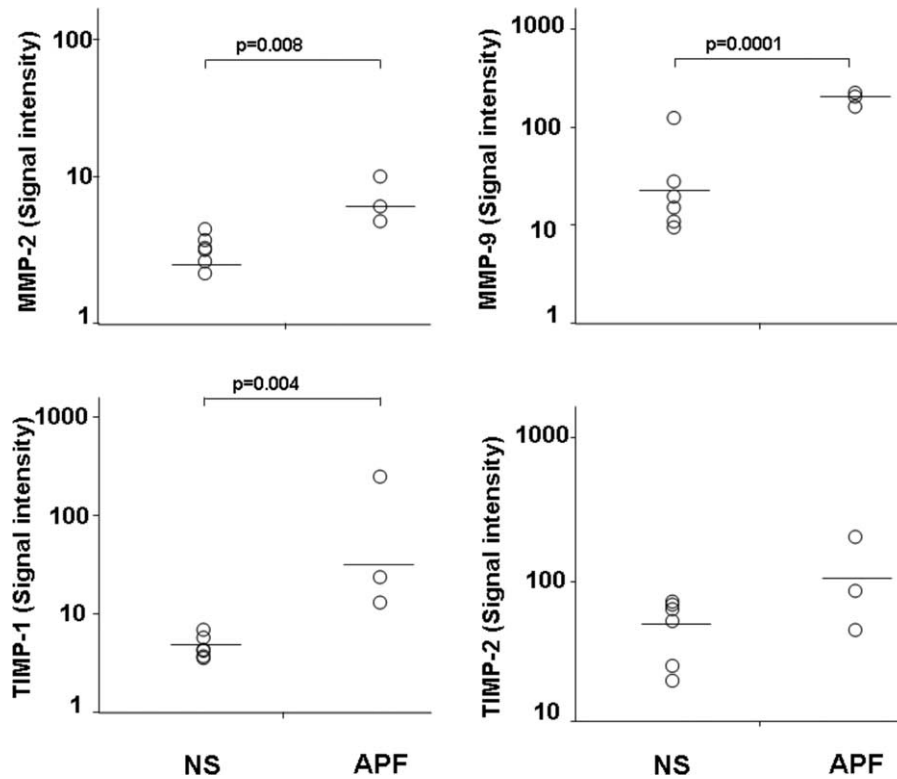 MMP-2 (Signal intensity)
100
10
1
p=0.008
MMP-9 (Signal intensity)
1000
100
10
1
p=0.0001
TIMP-1 (Signal intensity)
1000
100
10
1
p=0.004
NS
APF
TIMP-2 (Signal intensity)
1000
100
10
NS
APF